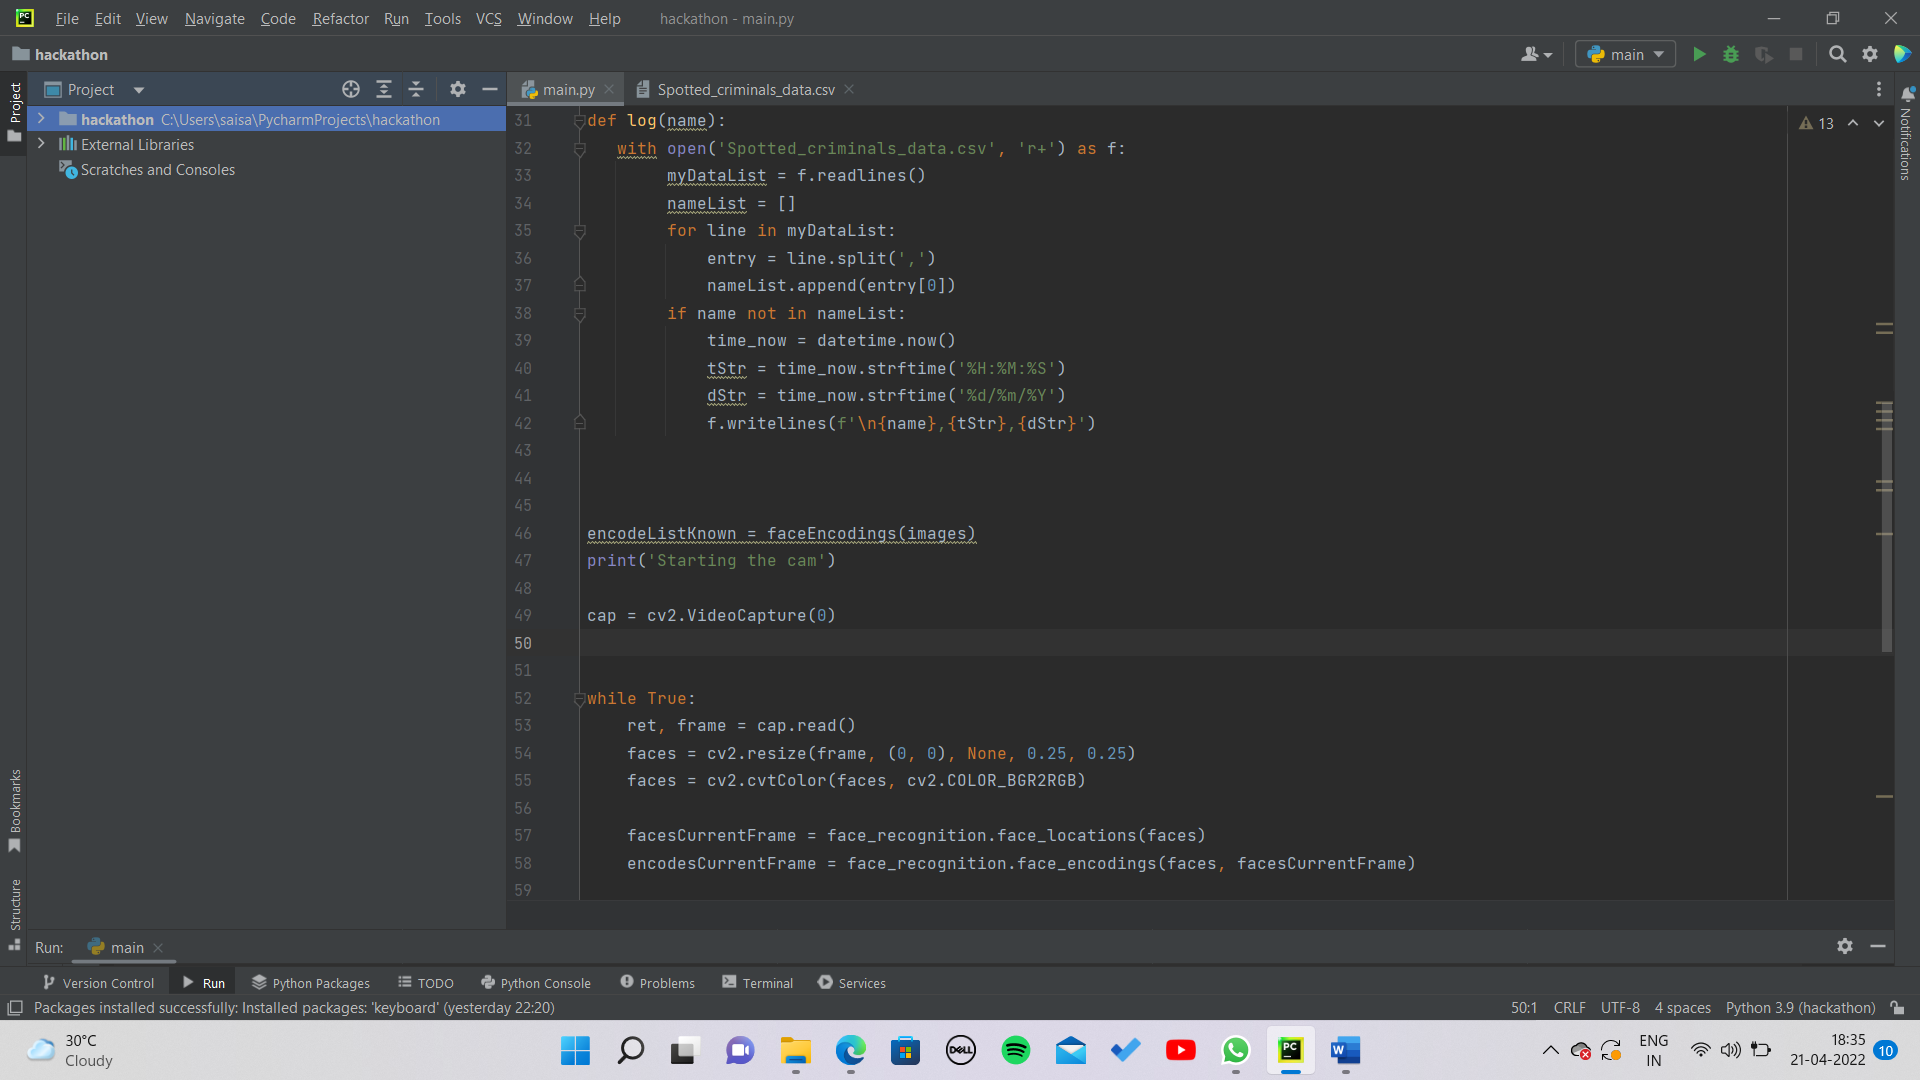 PC File Edit View Navigate Code Refactor Run Tools VCS Window Help hackathon - main.py
hackathon main
Project
Project main.py Spotted_criminals_data.csv
hackathon C:\Users\saisa\PycharmProjects\hackathon
External Libraries
Scratches and Consoles
13
Notifications
31 def log(name):
32 with open('Spotted_criminals_data.csv', 'r+') as f:
33 myDataList = f.readlines()
34 nameList = []
35 for line in myDataList:
36 entry = line.split(',')
37 nameList.append(entry[0])
38 if name not in nameList:
39 time_now = datetime.now()
40 tStr = time_now.strftime('%H:%M:%S')
41 dStr = time_now.strftime('%d/%m/%Y')
42 f.writelines(f'\n{name},{tStr},{dStr}')
43
44
45
46 encodeListKnown = faceEncodings(images)
47 print('Starting the cam')
48
49 cap = cv2.VideoCapture(0)
50
51
52 while True:
53 ret, frame = cap.read()
54 faces = cv2.resize(frame, (0, 0), None, 0.25, 0.25)
55 faces = cv2.cvtColor(faces, cv2.COLOR_BGR2RGB)
56
57 facesCurrentFrame = face_recognition.face_locations(faces)
58 encodesCurrentFrame = face_recognition.face_encodings(faces, facesCurrentFrame)
59
Bookmarks
Structure
Run: main
Version Control Run Python Packages TODO Python Console Problems Terminal Services
Packages installed successfully: Installed packages: 'keyboard' (yesterday 22:20) 50:1 CRLF UTF-8 4 spaces Python 3.9 (hackathon)
30°C
Cloudy
DELL
PC
W
ENG
IN
18:35
21-04-2022
10